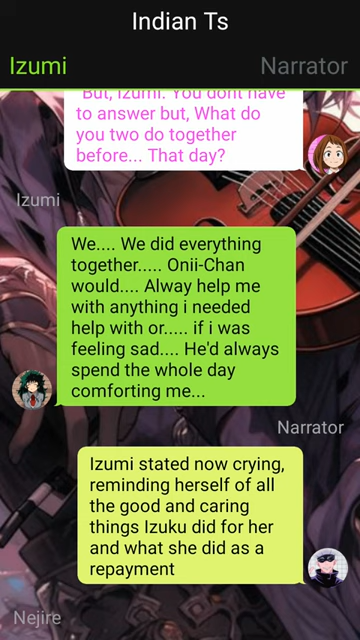 Indian Ts
Izumi
Narrator
But, Izumi. You dont have
to answer but, What do
you two do together
before... That day?
Izumi
We.... We did everything
together..... Onii-Chan
would.... Alway help me
with anything i needed
help with or..... if i was
feeling sad.... He'd always
spend the whole day
comforting me...
Narrator
Izumi stated now crying,
reminding herself of all
the good and caring
things Izuku did for her
and what she did as a
repayment
Nejire